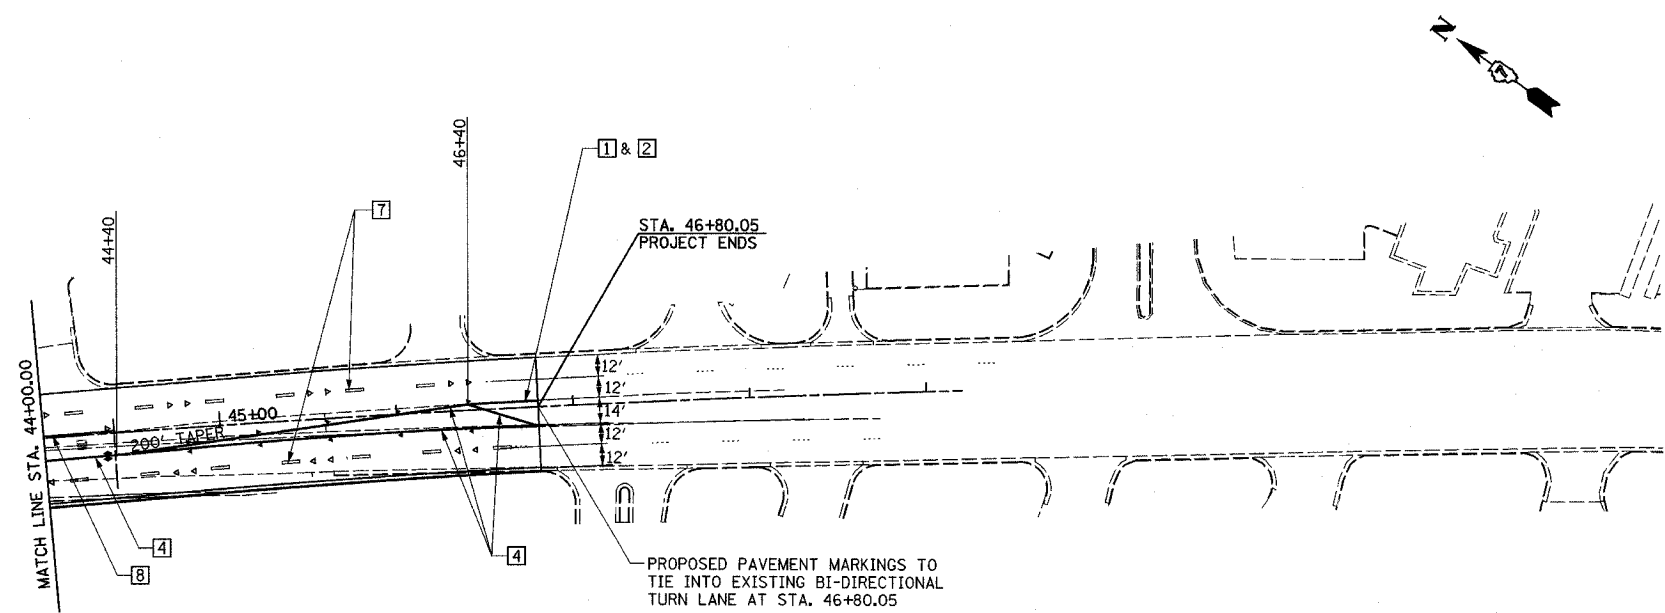 N
46+40
1 & 2
7
44+40
STA. 46+80.05
PROJECT ENDS
12'
12'
14'
12'
12'
45+00
200' TAPER
MATCH LINE STA. 44+00.00
4
8
4
PROPOSED PAVEMENT MARKINGS TO
TIE INTO EXISTING BI-DIRECTIONAL
TURN LANE AT STA. 46+80.05